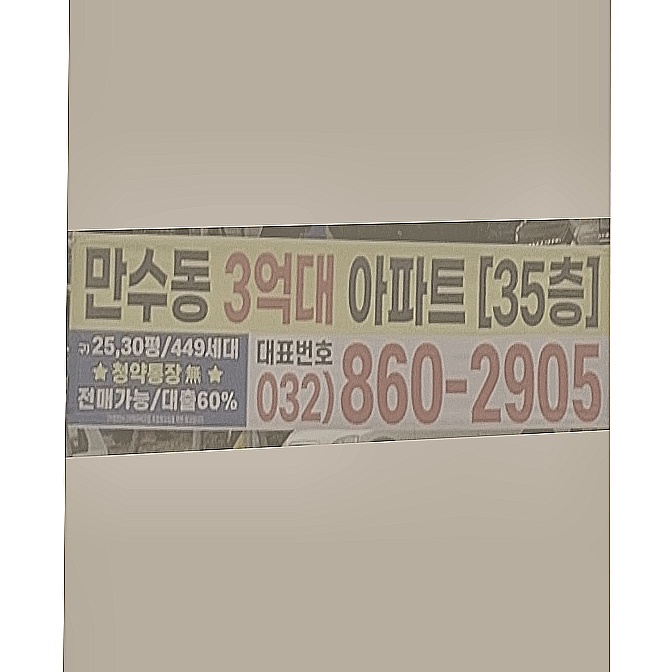 만수동 3억대 아파트 [35층]
구) 25,30평/449세대
★ 청약통장 無 ★
전매가능/대출60%
대표번호
032) 860-2905